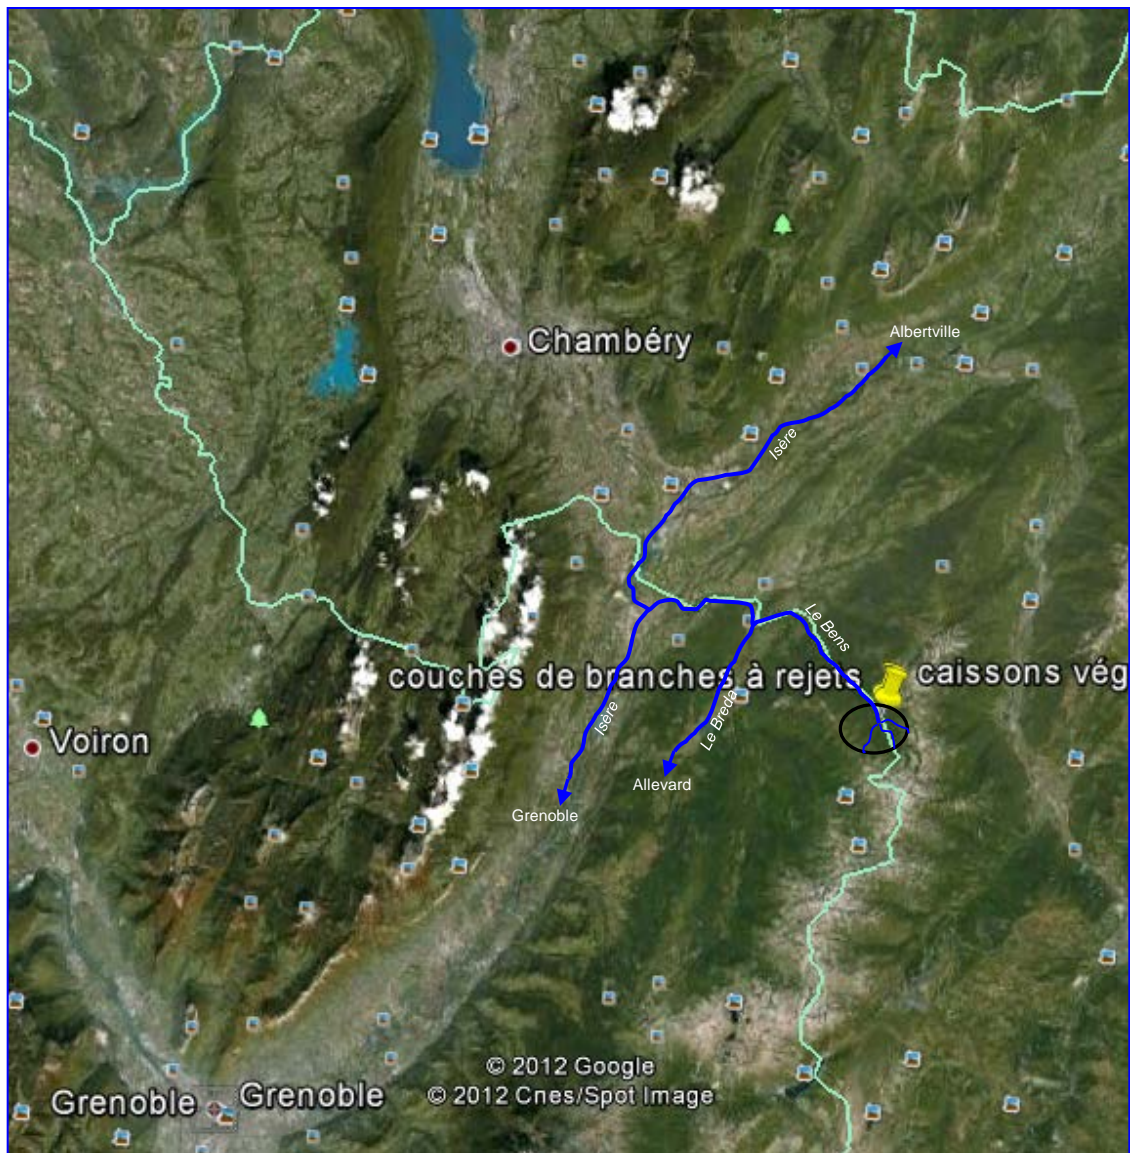 Albertville
Chambéry
Isère
Le Bens
couches de branches à rejets
caissons vég
Isère
Le Breda
Voiron
Allevard
Grenoble
© 2012 Google
© 2012 Cnes/Spot Image
Grenoble
Grenoble